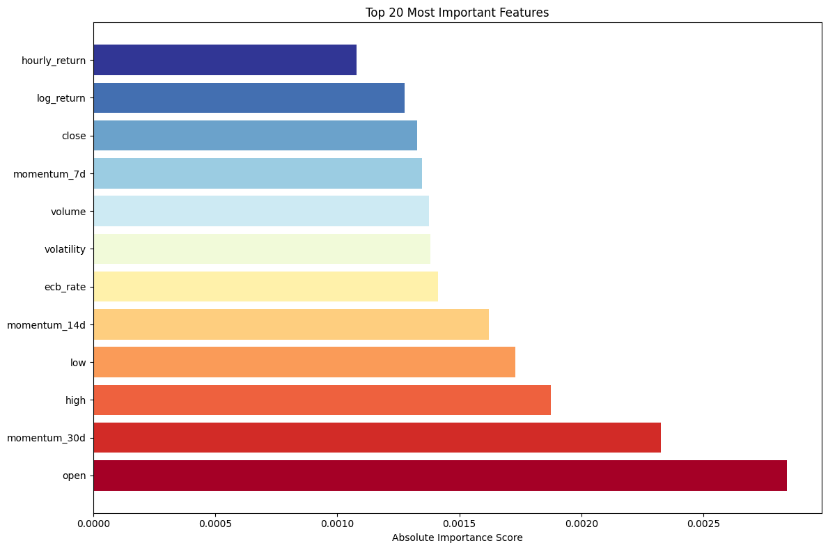 Top 20 Most Important Features
hourly_return
log_return
close
momentum_7d
volume
volatility
ecb_rate
momentum_14d
low
high
momentum_30d
open
0.0000 0.0005 0.0010 0.0015 0.0020 0.0025
Absolute Importance Score